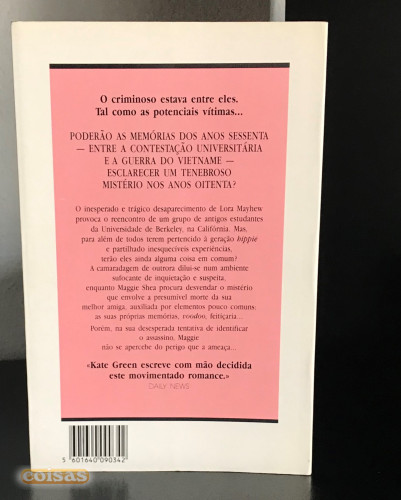 O criminoso estava entre eles.
Tal como as potenciais vítimas...
PODERÃO AS MEMÓRIAS DOS ANOS SESSENTA
— ENTRE A CONTESTAÇÃO UNIVERSITÁRIA
E A GUERRA DO VIETNAME —
ESCLARECER UM TENEBROSO
MISTÉRIO NOS ANOS OITENTA?
O inesperado e trágico desaparecimento de Lora Mayhew
provoca o reencontro de um grupo de antigos estudantes
da Universidade de Berkeley, na Califórnia. Mas,
para além de todos terem pertencido à geração hippie
e partilhado inesquecíveis experiências,
terão eles ainda alguma coisa em comum?
A camaradagem de outrora dilui-se num ambiente
sufocante de inquietação e suspeita,
enquanto Maggie Shea procura desvendar o mistério
que envolve a presumível morte da sua
melhor amiga, auxiliada por elementos pouco comuns:
as suas próprias memórias, voodoo, feitiçaria...
Porém, na sua desesperada tentativa de identificar
o assassino, Maggie
não se apercebe do perigo que a ameaça...
«Kate Green escreve com mão decidida
este movimentado romance.»
DAILY NEWS
5 601640 090342
coisas